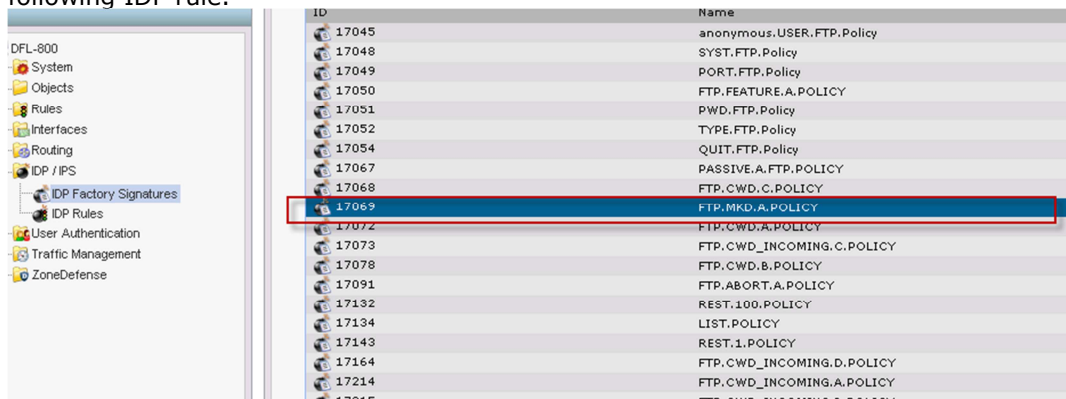 following IDP rule.
DFL-800
System
Objects
Rules
Interfaces
Routing
IDP / IPS
IDP Factory Signatures
IDP Rules
User Authentication
Traffic Management
ZoneDefense
ID Name
17045 anonymous.USER.FTP.Policy
17048 SYST.FTP.Policy
17049 PORT.FTP.Policy
17050 FTP.FEATURE.A.POLICY
17051 PWD.FTP.Policy
17052 TYPE.FTP.Policy
17054 QUIT.FTP.Policy
17067 PASSIVE.A.FTP.POLICY
17068 FTP.CWD.C.POLICY
17069 FTP.MKD.A.POLICY
17072 FTP.CWD.A.POLICY
17073 FTP.CWD_INCOMING.C.POLICY
17078 FTP.CWD.B.POLICY
17091 FTP.ABORT.A.POLICY
17132 REST.100.POLICY
17134 LIST.POLICY
17143 REST.1.POLICY
17164 FTP.CWD_INCOMING.D.POLICY
17214 FTP.CWD_INCOMING.A.POLICY